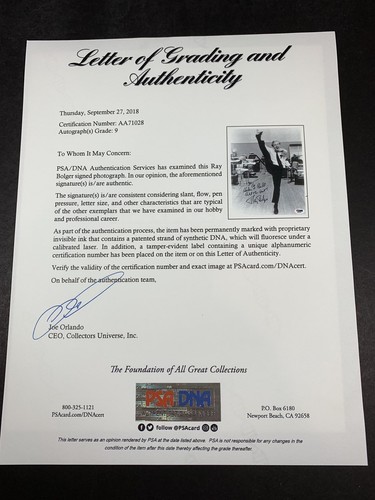 Letter of Grading and
Authenticity
Thursday, September 27, 2018
Certification Number: AA71028
Autograph(s) Grade: 9
To Whom It May Concern:
PSA/DNA Authentication Services has examined this Ray
Bolger signed photograph. In our opinion, the aforementioned
signature(s) is/are authentic.
The signature(s) is/are consistent considering slant, flow, pen
pressure, letter size, and other characteristics that are typical
of the other exemplars that we have examined in our hobby
and professional career.
As part of the authentication process, the item has been permanently marked with proprietary
invisible ink that contains a patented strand of synthetic DNA, which will fluoresce under a
calibrated laser. In addition, a tamper-evident label containing a unique alphanumeric
certification number has been placed on the item or on this Letter of Authenticity.
Verify the validity of the certification number and exact image at PSAcard.com/DNAcert.
On behalf of the authentication team,
Joe Orlando
CEO, Collectors Universe, Inc.
The Foundation of All Great Collections
PSA DNA
800-325-1121
PSAcard.com/DNAcert
follow @PSAcard
P.O. Box 6180
Newport Beach, CA 92658
This letter serves as an opinion rendered by PSA at the date listed above. PSA is not responsible for any changes in the
condition of the item after this date thereby affecting the grade thereafter.